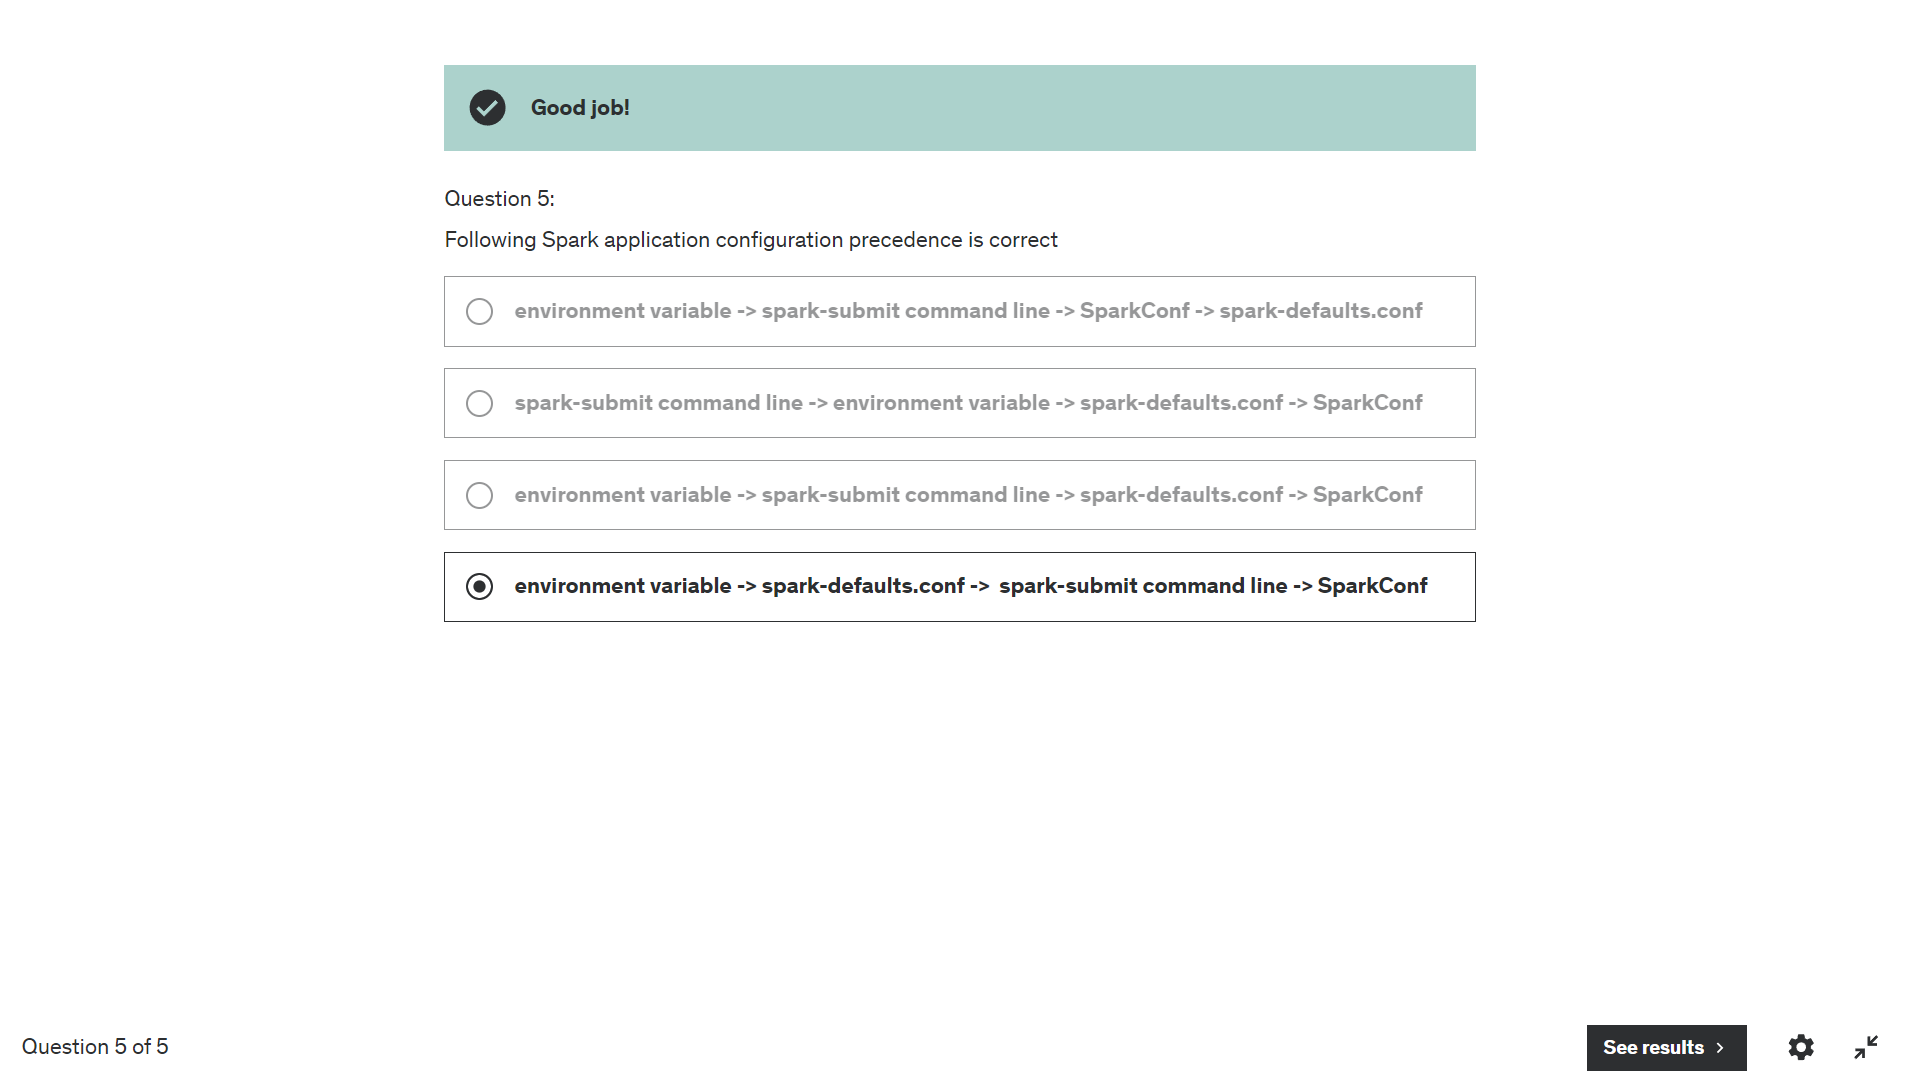 Good job!
Question 5:
Following Spark application configuration precedence is correct
environment variable -> spark-submit command line -> SparkConf -> spark-defaults.conf
spark-submit command line -> environment variable -> spark-defaults.conf -> SparkConf
environment variable -> spark-submit command line -> spark-defaults.conf -> SparkConf
environment variable -> spark-defaults.conf ->  spark-submit command line -> SparkConf
Question 5 of 5
See results